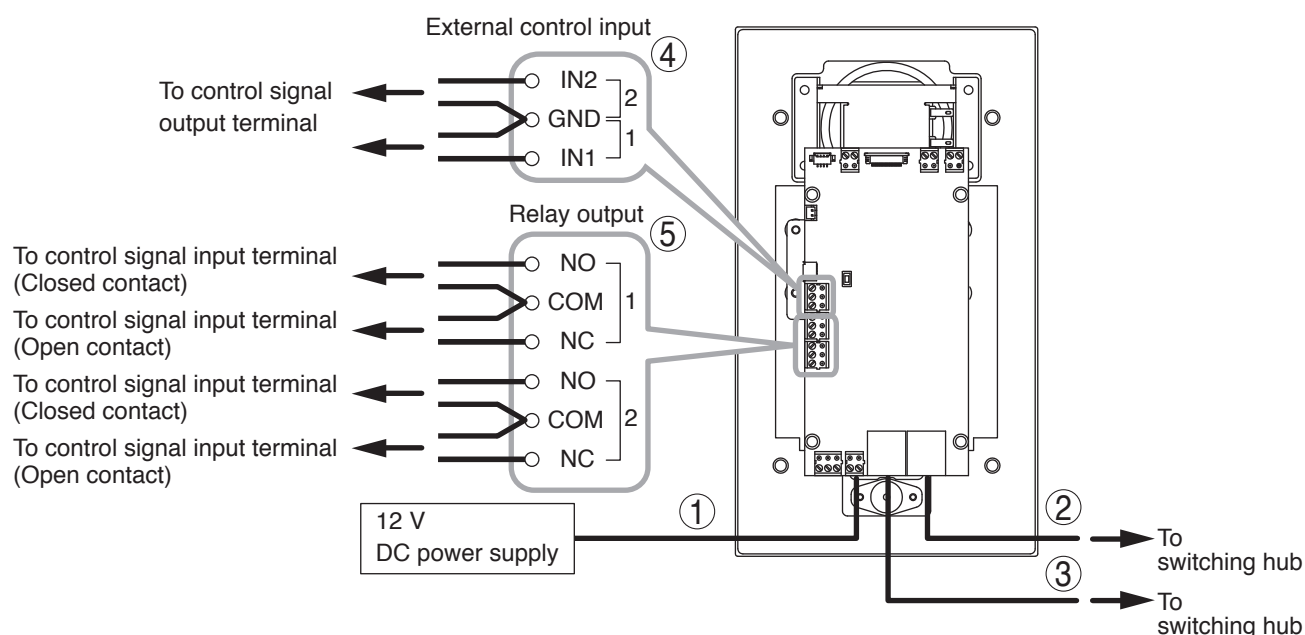 External control input
④
To control signal
output terminal
IN2
GND
IN1
2
1
Relay output
⑤
To control signal input terminal
(Closed contact)
To control signal input terminal
(Open contact)
To control signal input terminal
(Closed contact)
To control signal input terminal
(Open contact)
NO
COM
NC
1
NO
COM
NC
2
12 V
DC power supply
①
②
To
switching hub
③
To
switching hub